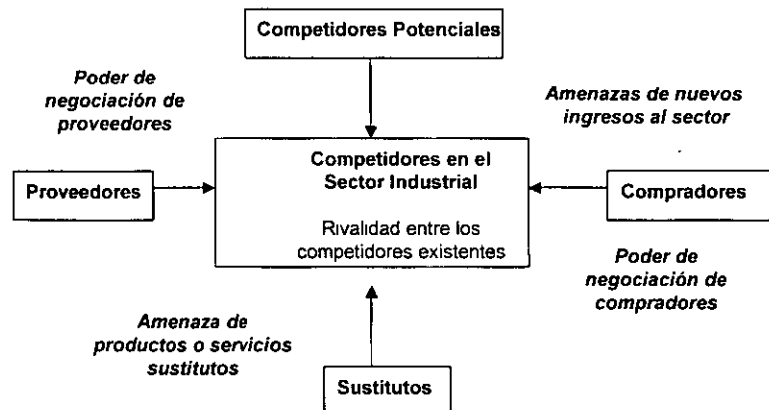 Competidores Potenciales
Poder de
negociación de
proveedores
Amenazas de nuevos
ingresos al sector
Competidores en el
Sector Industrial
Rivalidad entre los
competidores existentes
Proveedores
Compradores
Poder de
negociación de
compradores
Amenaza de
productos o servicios
sustitutos
Sustitutos